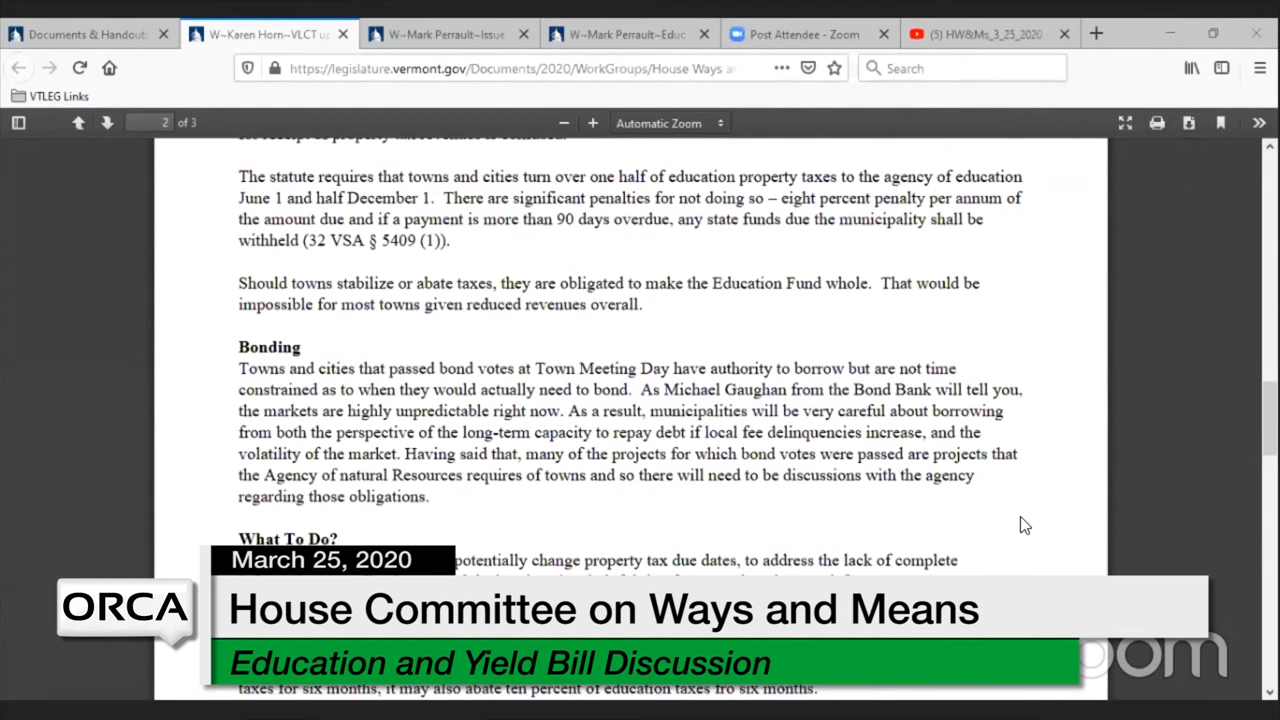 Documents & Handout:
W~Karen Horn~VLCT up
W~Mark Perrault~Issue
W~Mark Perrault~Educ
Post Attendee - Zoom
(5) HW&Ms_3_25_2020
https://legislature.vermont.gov/Documents/2020/WorkGroups/House Ways a
Search
VTLEG Links
2 of 3
Automatic Zoom
The statute requires that towns and cities turn over one half of education property taxes to the agency of education
June 1 and half December 1. There are significant penalties for not doing so – eight percent penalty per annum of
the amount due and if a payment is more than 90 days overdue, any state funds due the municipality shall be
withheld (32 VSA § 5409 (1)).
Should towns stabilize or abate taxes, they are obligated to make the Education Fund whole. That would be
impossible for most towns given reduced revenues overall.
Bonding
Towns and cities that passed bond votes at Town Meeting Day have authority to borrow but are not time
constrained as to when they would actually need to bond. As Michael Gaughan from the Bond Bank will tell you,
the markets are highly unpredictable right now. As a result, municipalities will be very careful about borrowing
from both the perspective of the long-term capacity to repay debt if local fee delinquencies increase, and the
volatility of the market. Having said that, many of the projects for which bond votes were passed are projects that
the Agency of natural Resources requires of towns and so there will need to be discussions with the agency
regarding those obligations.
What To Do?
potentially change property tax due dates, to address the lack of complete
March 25, 2020
ORCA
House Committee on Ways and Means
Education and Yield Bill Discussion
oom
taxes for six months, it may also abate ten percent of education taxes fro six months.